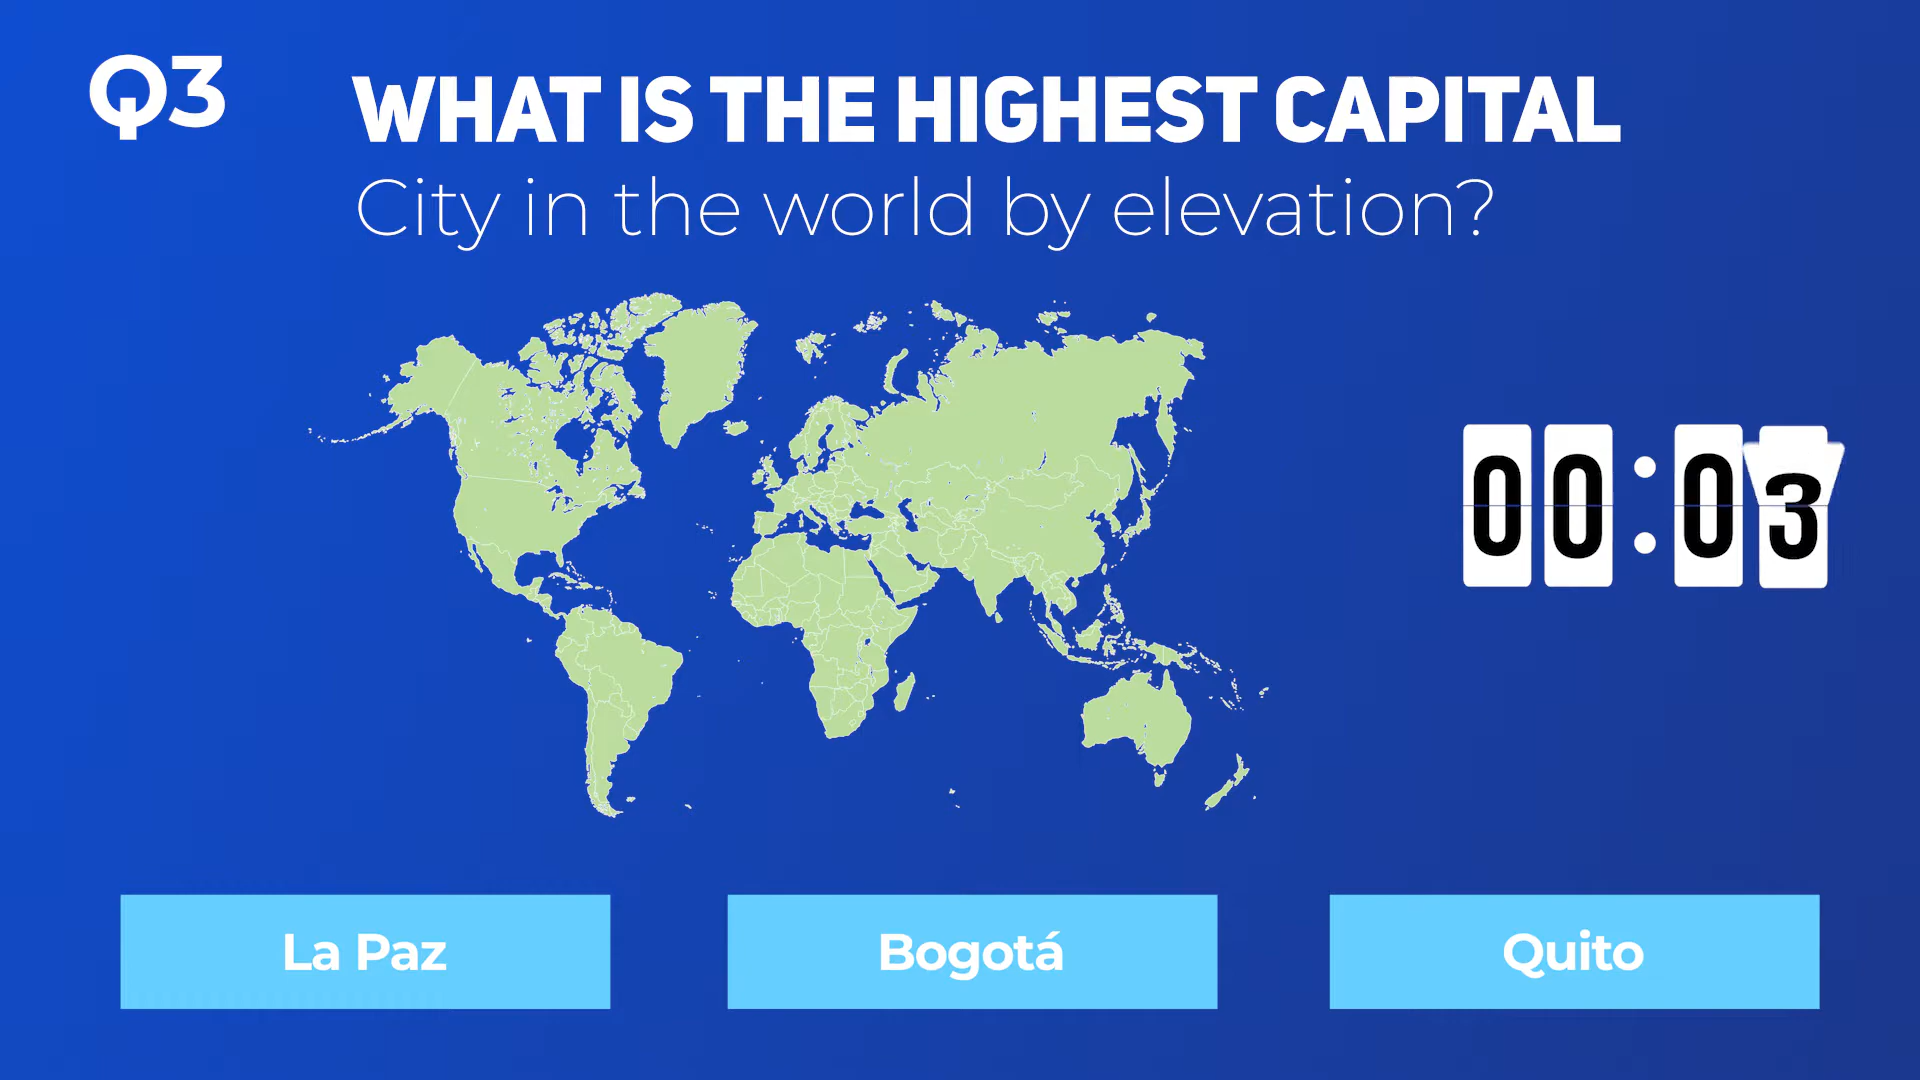 Q3
WHAT IS THE HIGHEST CAPITAL
City in the world by elevation?
00:03
La Paz
Bogotá
Quito